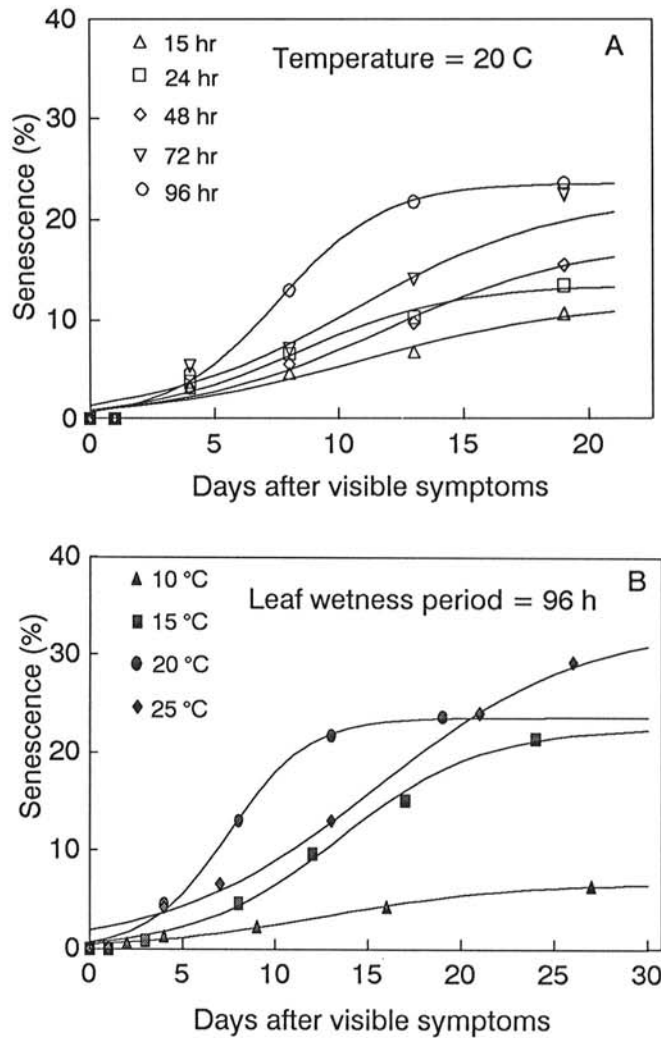 A
Temperature = 20 C
15 hr
24 hr
48 hr
72 hr
96 hr
40
30
20
10
0
Senescence (%)
0 5 10 15 20
Days after visible symptoms
B
Leaf wetness period = 96 h
10 °C
15 °C
20 °C
25 °C
40
30
20
10
0
Senescence (%)
0 5 10 15 20 25 30
Days after visible symptoms